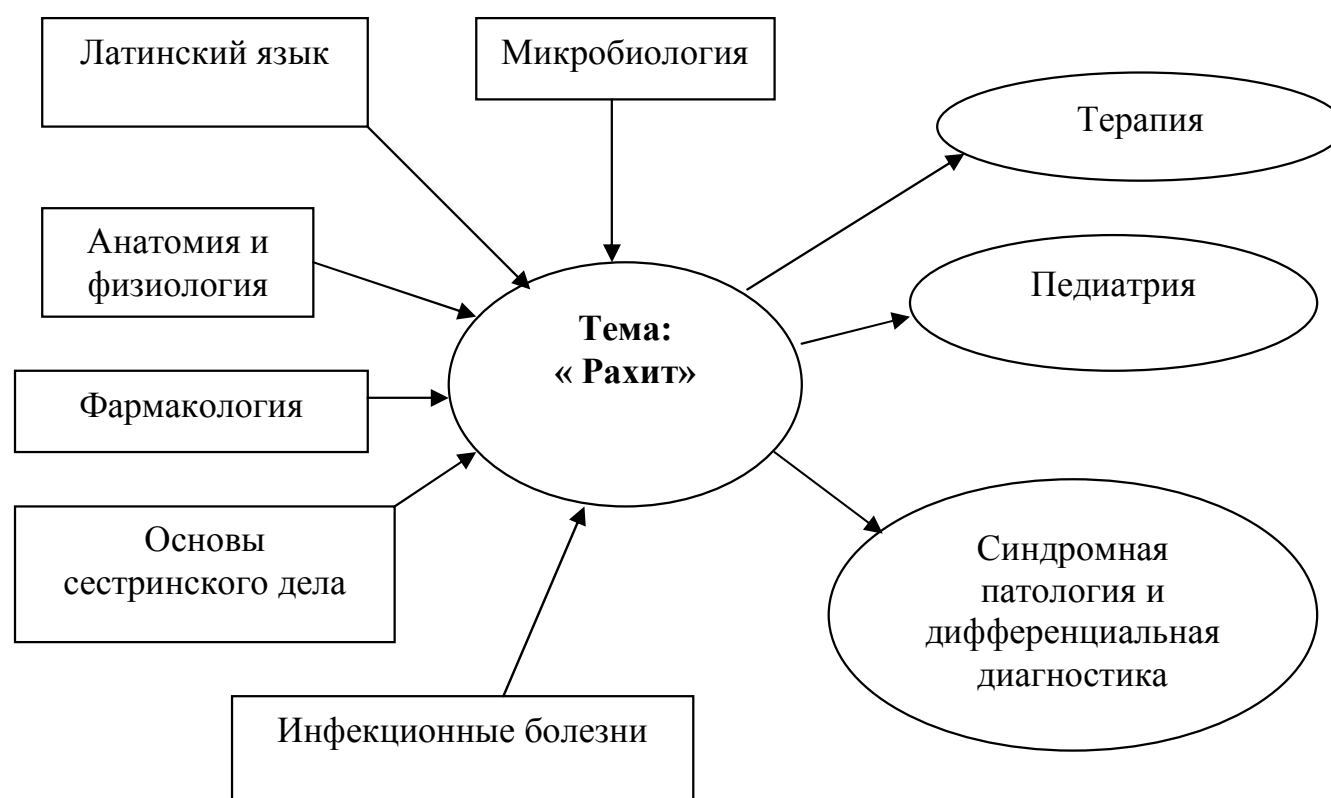 Латинский язык
Микробиология
Терапия
Анатомия и
физиология
Педиатрия
Тема:
« Рахит»
Фармакология
Основы
сестринского дела
Синдромная
патология и
дифференциальная
диагностика
Инфекционные болезни